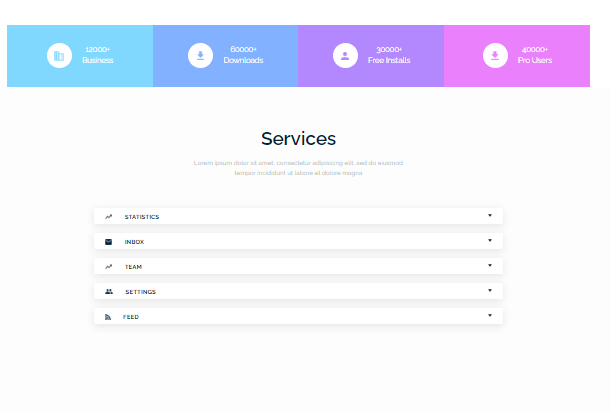 12000+
Business
60000+
Downloads
30000+
Free Installs
40000+
Pro Users
Services
Lorem ipsum dolor sit amet, consectetur adipiscing elit, sed do eiusmod
tempor incididunt ut labore et dolore magna
STATISTICS
INBOX
TEAM
SETTINGS
FEED